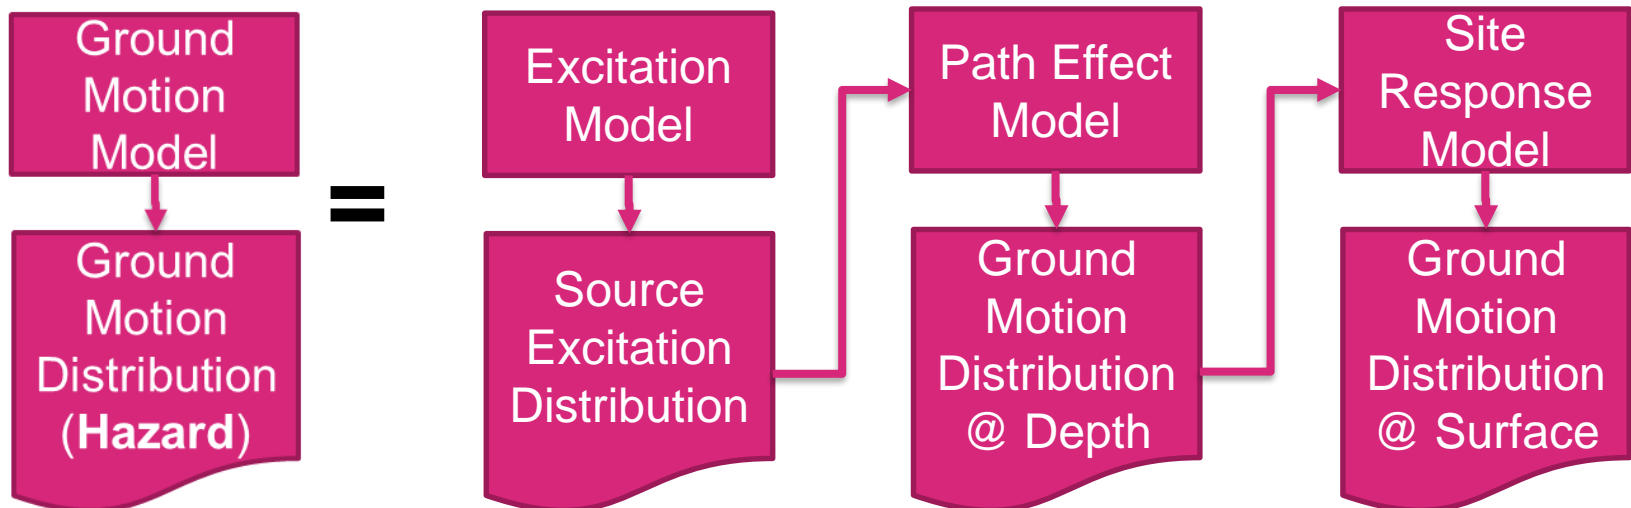 Ground
Motion
Model
Ground
Motion
Distribution
(Hazard)
=
Excitation
Model
Source
Excitation
Distribution
Path Effect
Model
Ground
Motion
Distribution
@ Depth
Site
Response
Model
Ground
Motion
Distribution
@ Surface